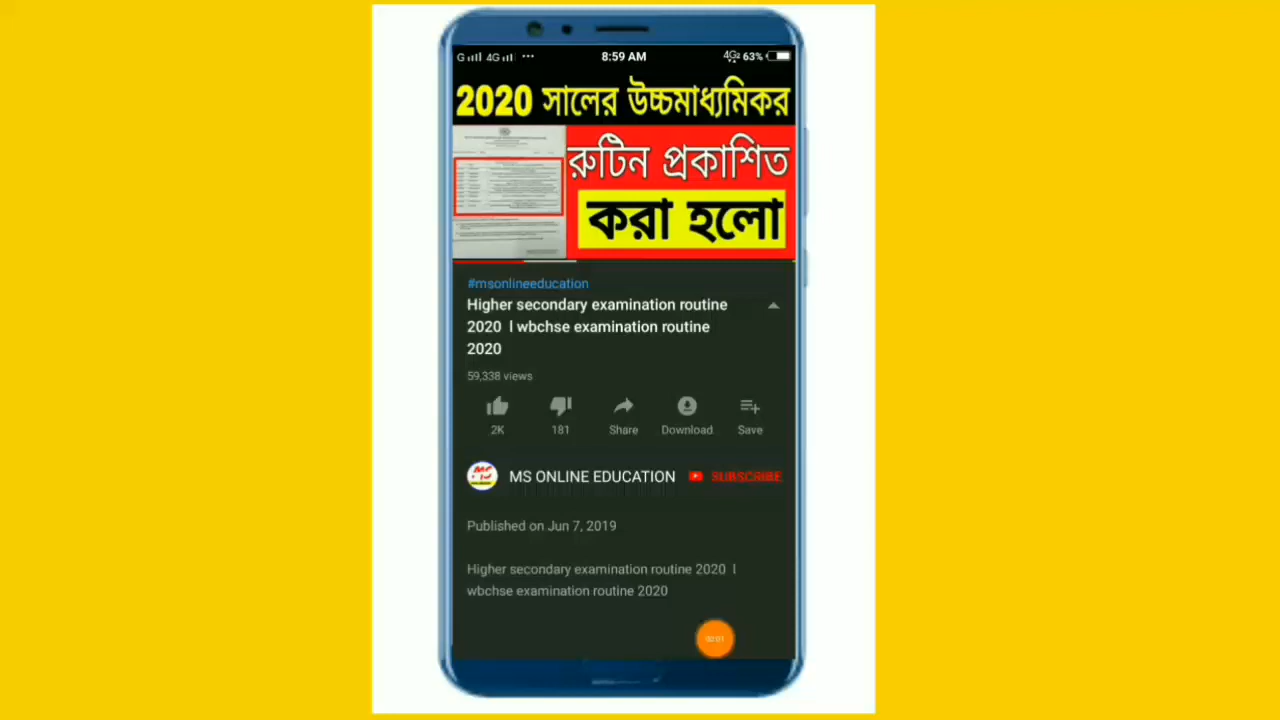 8:59 AM
63%
2020 সালের উচ্চমাধ্যমিকর
রুটিন প্রকাশিত
করা হলো
#msonlineeducation
Higher secondary examination routine
2020 l wbchse examination routine
2020
59,338 views
2K 181 Share Download Save
MS ONLINE EDUCATION SUBSCRIBE
Published on Jun 7, 2019
Higher secondary examination routine 2020 l
wbchse examination routine 2020
00:01